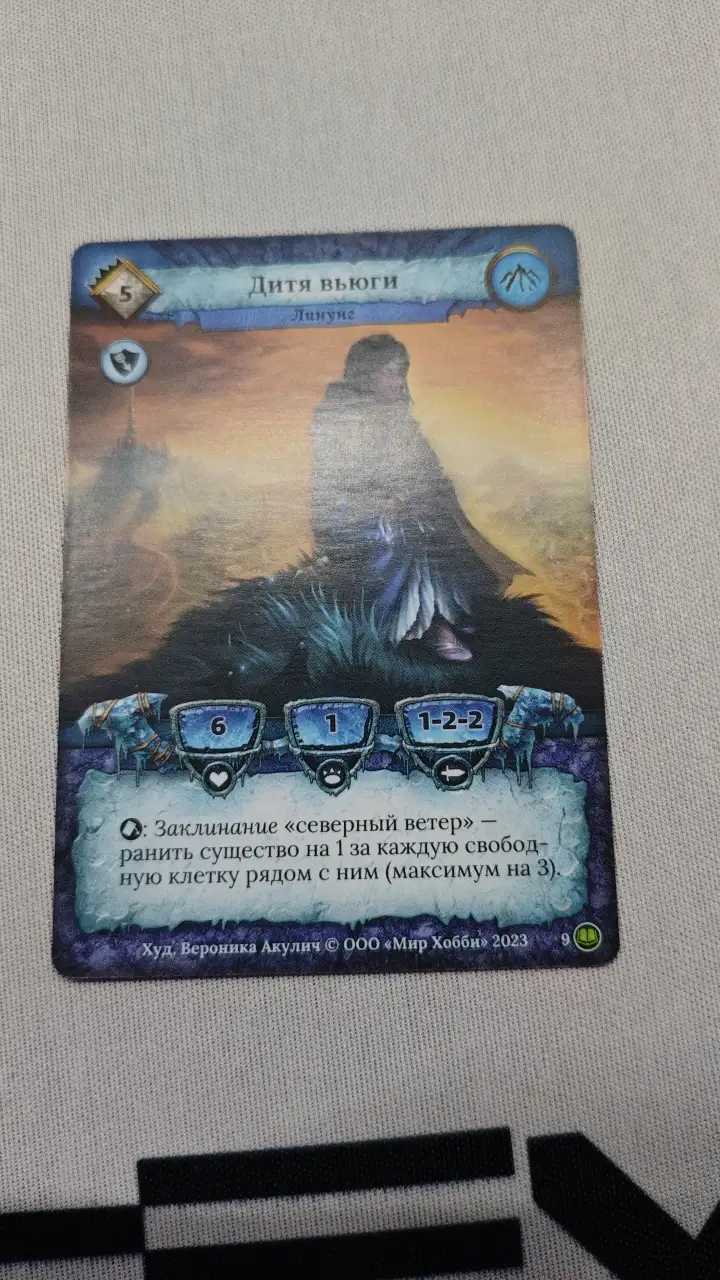 5
Дитя вьюги
Линунг
6
1
1-2-2
: Заклинание «северный ветер» —
ранить существо на 1 за каждую свобод-
ную клетку рядом с ним (максимум на 3).
Худ. Вероника Акулич © ООО «Мир Хобби» 2023
9